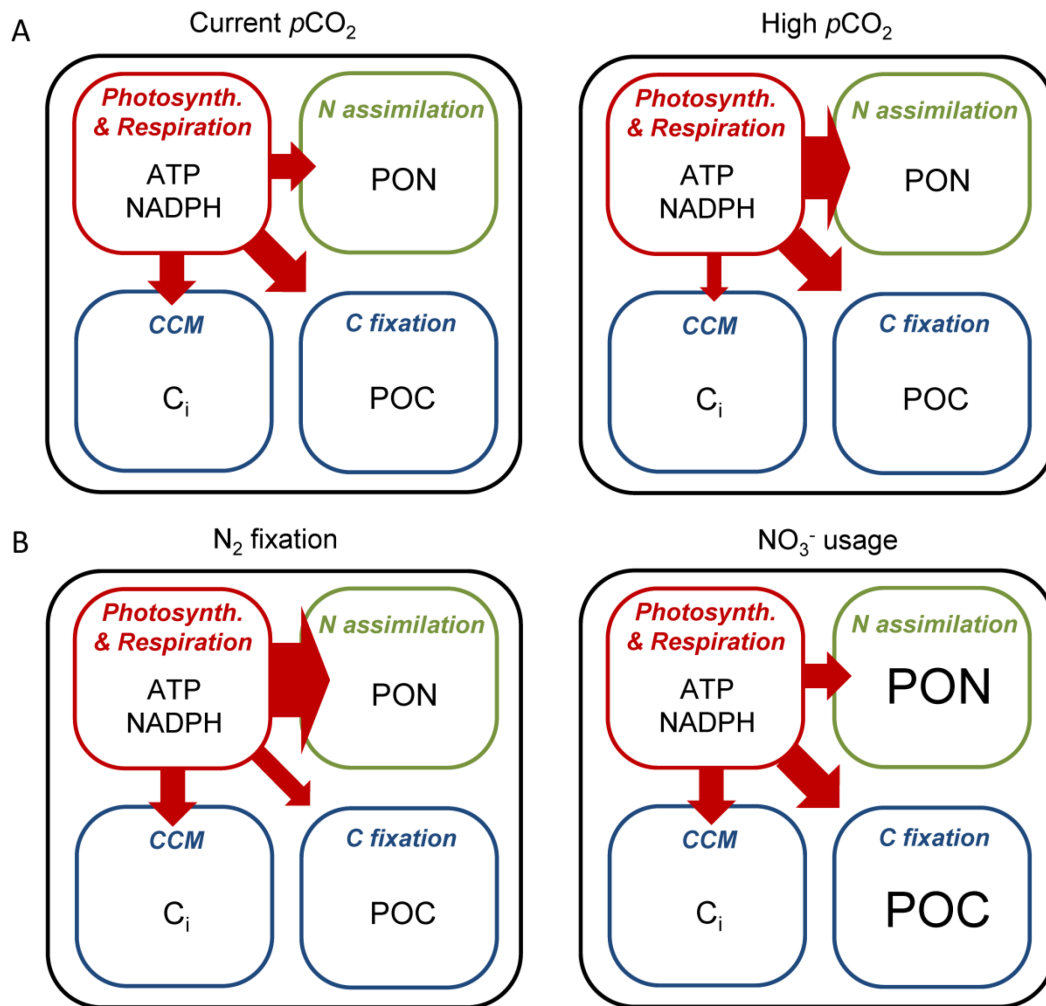 A
Current pCO₂
High pCO₂
Photosynth.
& Respiration
ATP
NADPH
N assimilation
PON
CCM
Cᵢ
C fixation
POC
Photosynth.
& Respiration
ATP
NADPH
N assimilation
PON
CCM
Cᵢ
C fixation
POC
B
N₂ fixation
NO₃⁻ usage
Photosynth.
& Respiration
ATP
NADPH
N assimilation
PON
CCM
Cᵢ
C fixation
POC
Photosynth.
& Respiration
ATP
NADPH
N assimilation
PON
CCM
Cᵢ
C fixation
POC